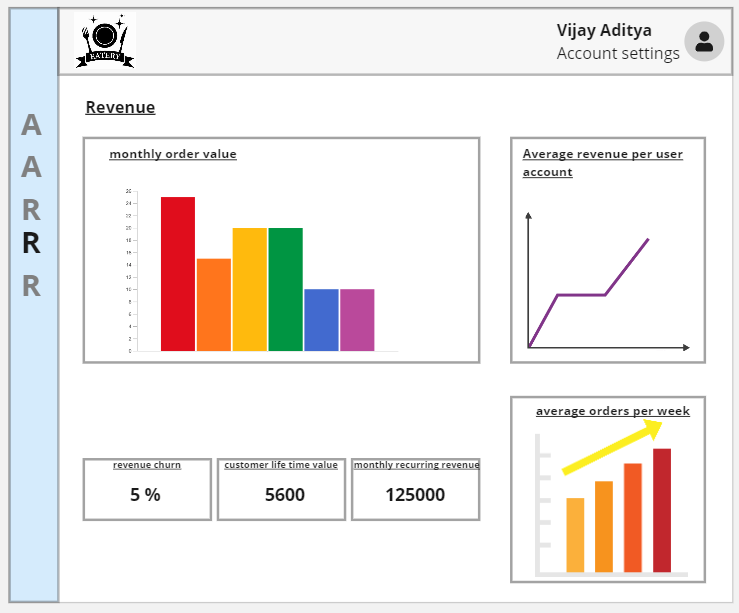 EATERY
Vijay Aditya
Account settings
A
A
R
R
R
Revenue
monthly order value
26
24
22
20
18
16
14
12
10
8
6
4
2
0
Average revenue per user
account
average orders per week
revenue churn
5 %
customer life time value
5600
monthly recurring revenue
125000